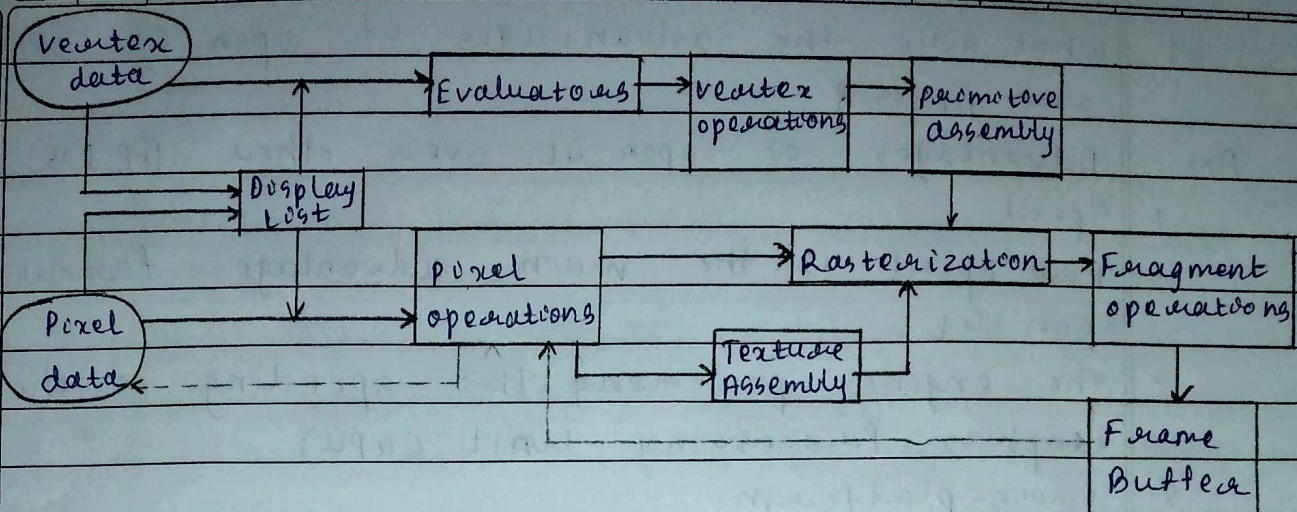 Vertex
data
Evaluators
Vertex
operations
primitive
assembly
Display
List
pixel
operations
Rasterization
Fragment
operations
Pixel
data
Texture
Assembly
Frame
Buffer